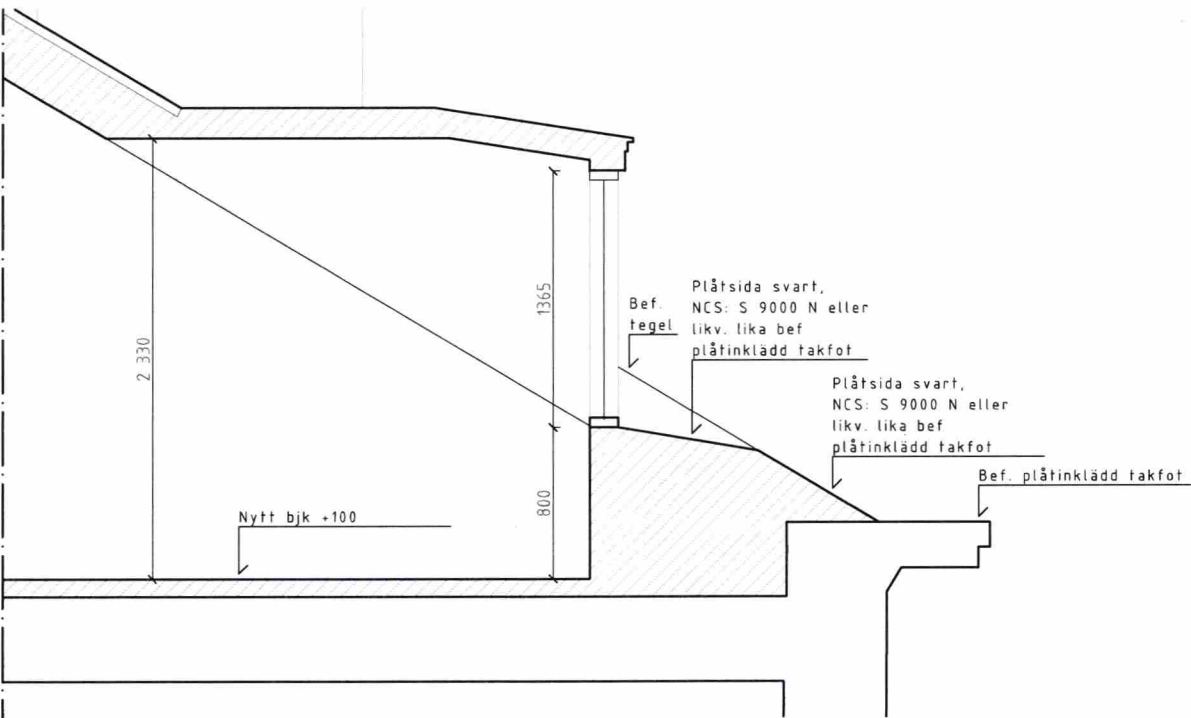 2 330
1365
800
Bef.
tegel
Plåtsida svart,
NCS: S 9000 N eller
likv. lika bef
plåtinklädd takfot
Plåtsida svart,
NCS: S 9000 N eller
likv. lika bef
plåtinklädd takfot
Bef. plåtinklädd takfot
Nytt bjk +100